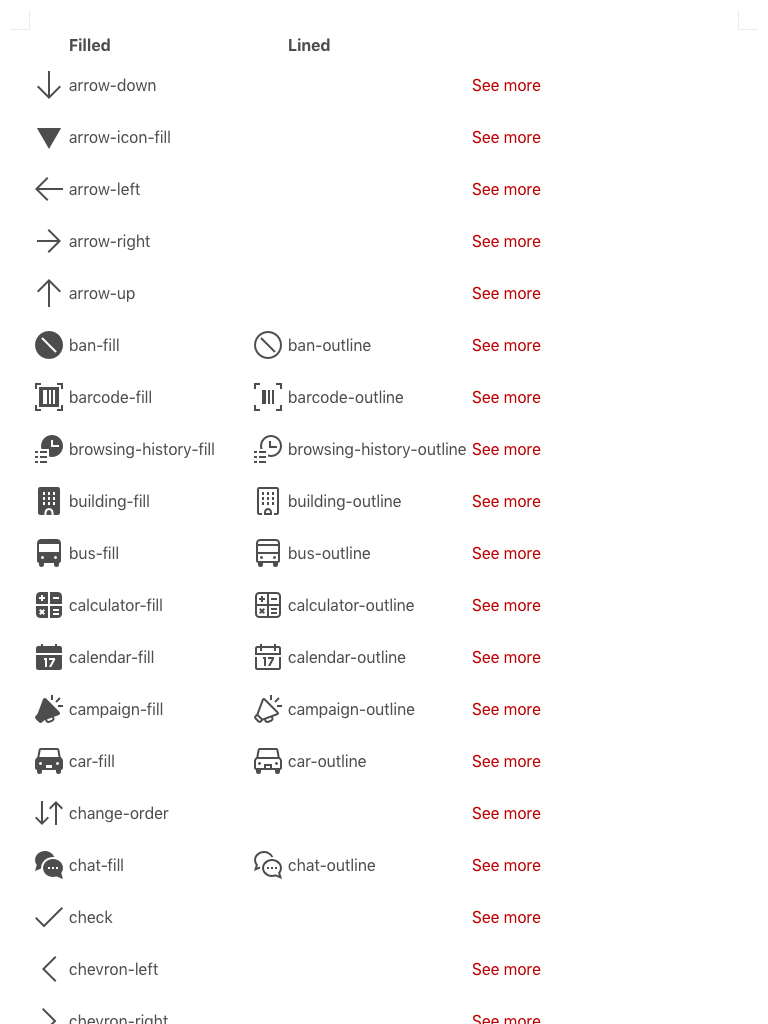 Filled Lined
arrow-down See more
arrow-icon-fill See more
arrow-left See more
arrow-right See more
arrow-up See more
ban-fill ban-outline See more
barcode-fill barcode-outline See more
browsing-history-fill browsing-history-outline See more
building-fill building-outline See more
bus-fill bus-outline See more
calculator-fill calculator-outline See more
17 calendar-fill 17 calendar-outline See more
campaign-fill campaign-outline See more
car-fill car-outline See more
change-order See more
chat-fill chat-outline See more
check See more
chevron-left See more
chevron-right See more